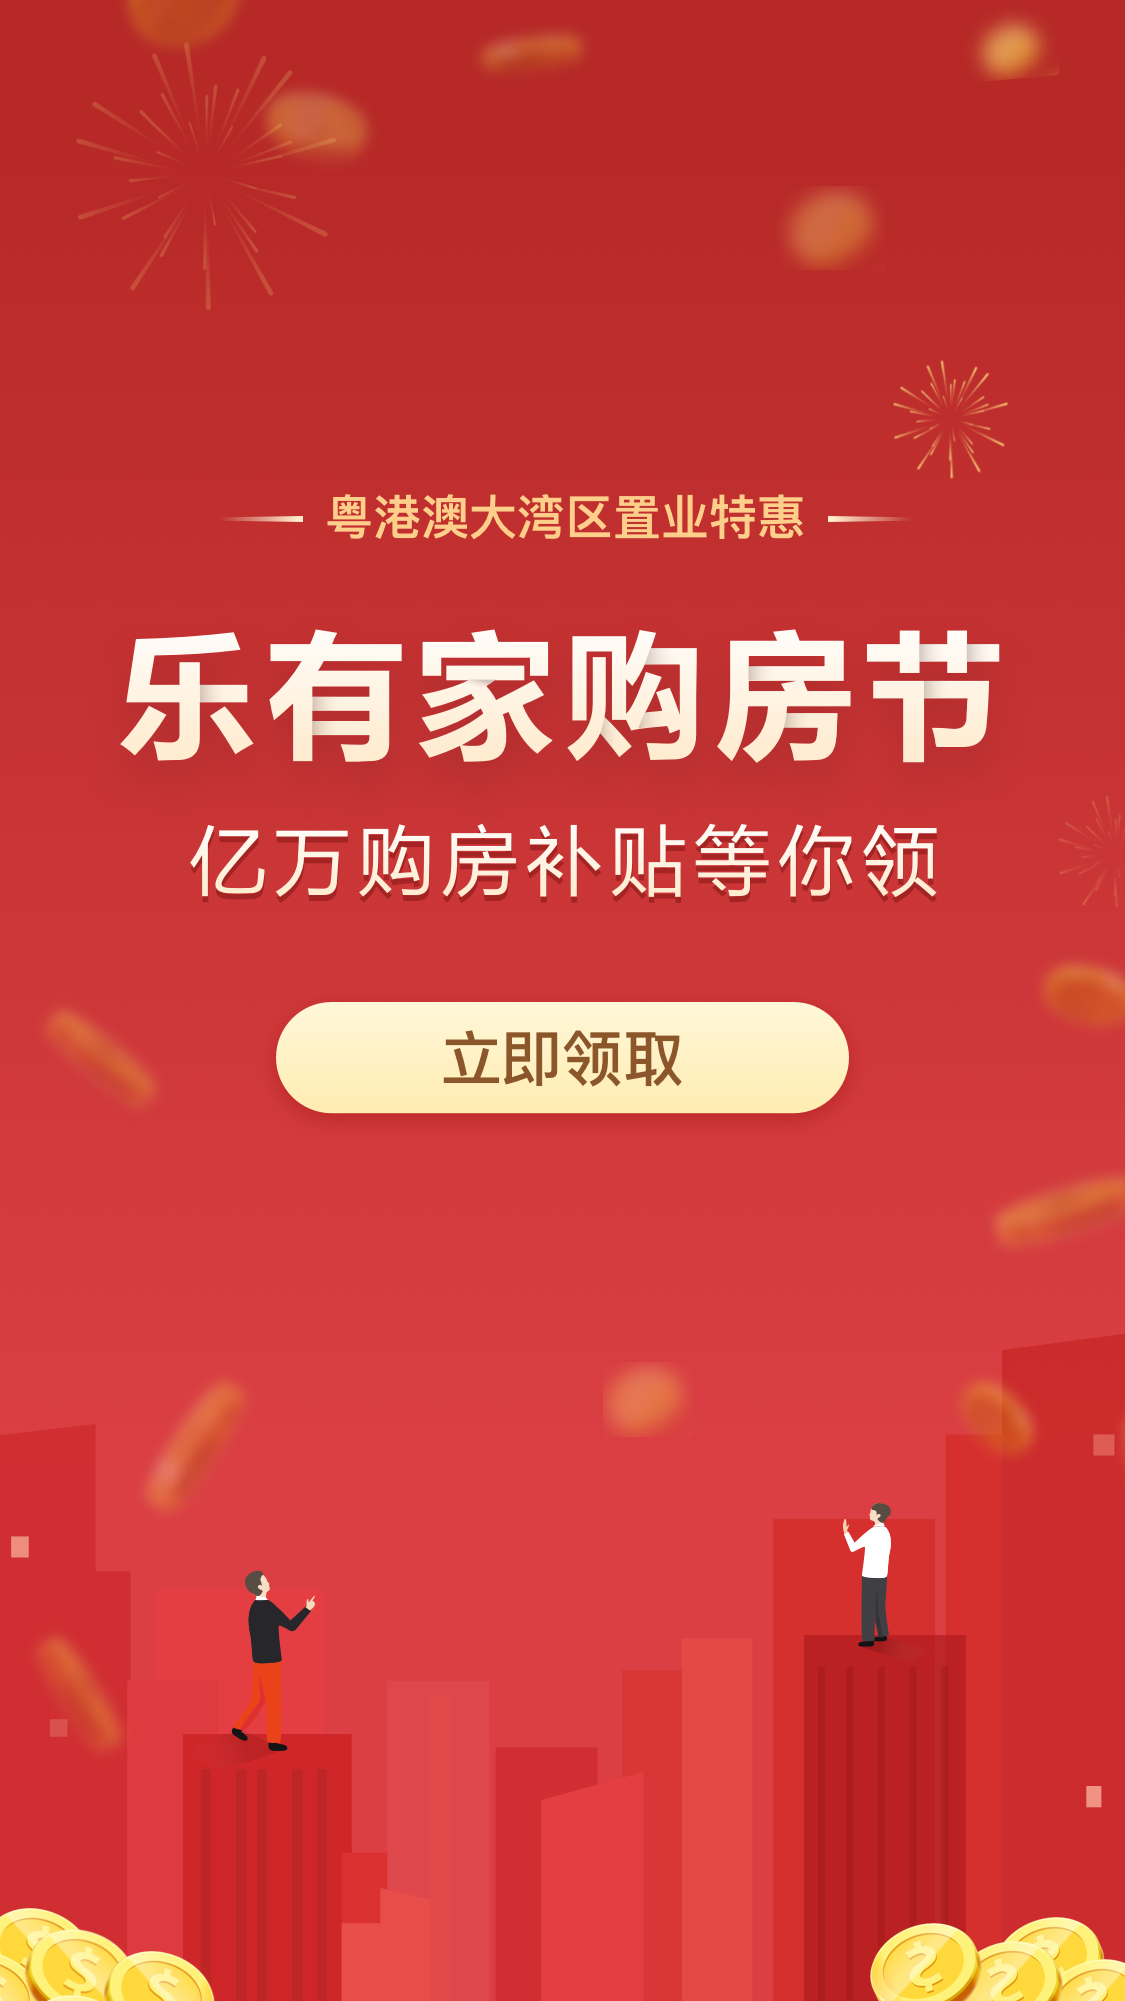 粤港澳大湾区置业特惠
乐有家购房节
亿万购房补贴等你领
立即领取